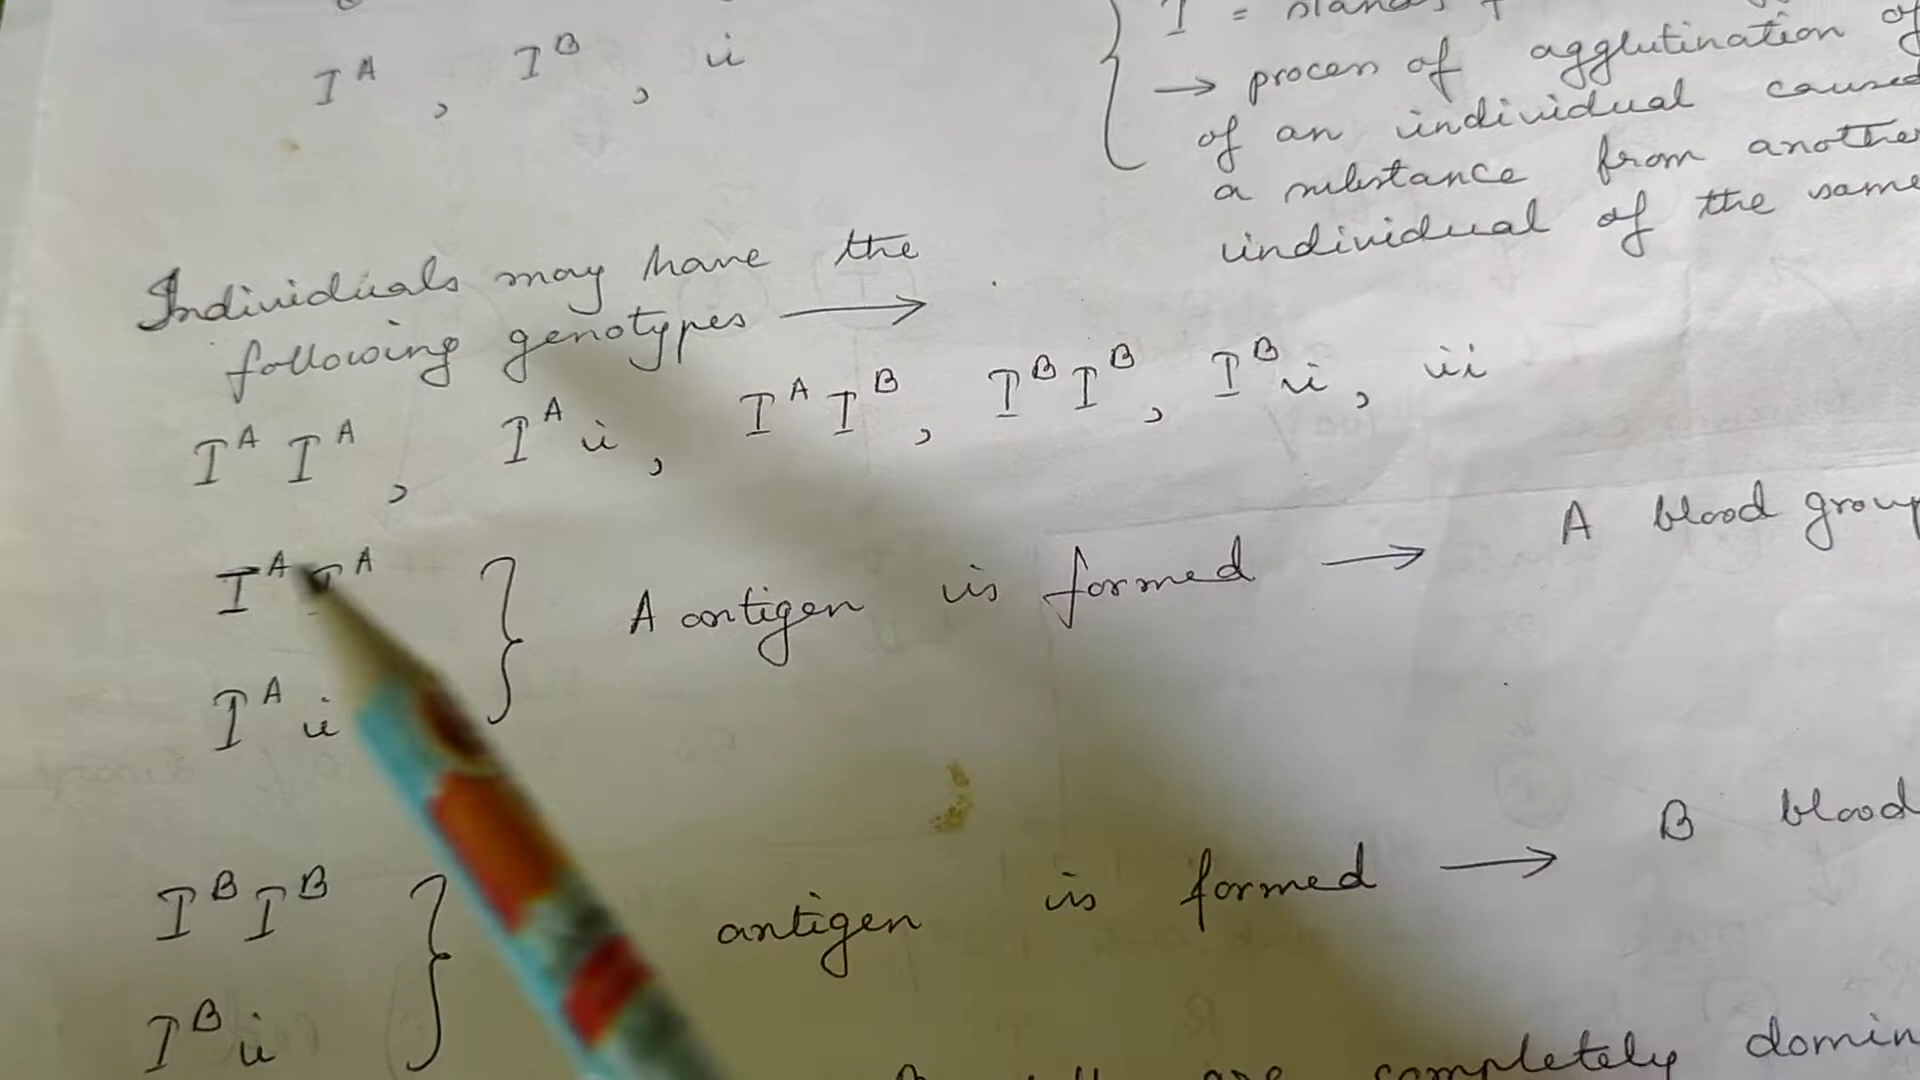 I^A , I^B , i
I = stands
→ process of agglutination of
of an individual caused
a substance from another
individual of the same
Individuals may have the
following genotypes →
I^A I^A , I^A i , I^A I^B , I^B I^B , I^B i , ii
I^A I^A
I^A i
} A antigen is formed → A blood group
I^B I^B
I^B i
} antigen is formed → B blood
are completely domin